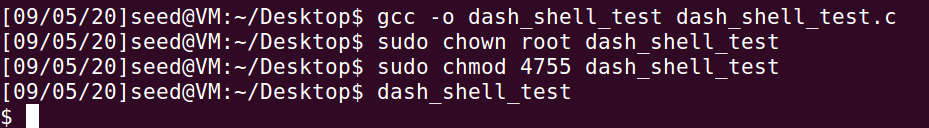 [09/05/20]seed@VM:~/Desktop$ gcc -o dash_shell_test dash_shell_test.c
[09/05/20]seed@VM:~/Desktop$ sudo chown root dash_shell_test
[09/05/20]seed@VM:~/Desktop$ sudo chmod 4755 dash_shell_test
[09/05/20]seed@VM:~/Desktop$ dash_shell_test
$